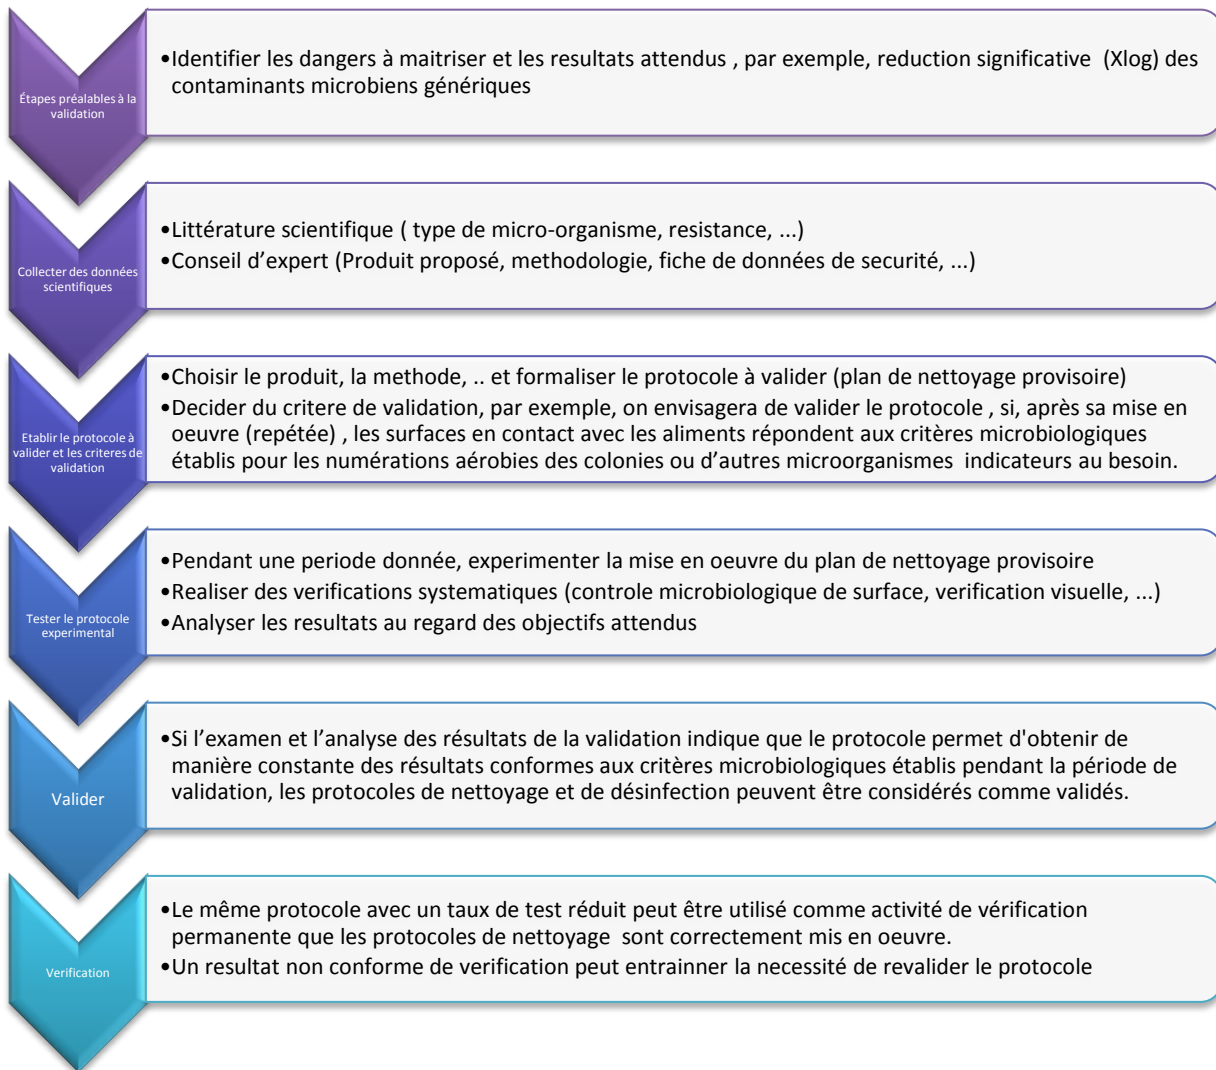 Étapes préalables à la
validation
•Identifier les dangers à maitriser et les resultats attendus , par exemple, reduction significative (Xlog) des
contaminants microbiens génériques
Collecter des données
scientifiques
•Littérature scientifique ( type de micro-organisme, resistance, ...)
•Conseil d'expert (Produit proposé, methodologie, fiche de données de securité, ...)
Etablir le protocole à
valider et les criteres de
validation
•Choisir le produit, la methode, .. et formaliser le protocole à valider (plan de nettoyage provisoire)
•Decider du critere de validation, par exemple, on envisagera de valider le protocole , si, après sa mise en
oeuvre (repétée) , les surfaces en contact avec les aliments répondent aux critères microbiologiques
établis pour les numérations aérobies des colonies ou d'autres microorganismes indicateurs au besoin.
Tester le protocole
experimental
•Pendant une periode donnée, experimenter la mise en oeuvre du plan de nettoyage provisoire
•Realiser des verifications systematiques (controle microbiologique de surface, verification visuelle, ...)
•Analyser les resultats au regard des objectifs attendus
Valider
•Si l'examen et l'analyse des résultats de la validation indique que le protocole permet d'obtenir de
manière constante des résultats conformes aux critères microbiologiques établis pendant la période de
validation, les protocoles de nettoyage et de désinfection peuvent être considérés comme validés.
Verification
•Le même protocole avec un taux de test réduit peut être utilisé comme activité de vérification
permanente que les protocoles de nettoyage sont correctement mis en oeuvre.
•Un resultat non conforme de verification peut entrainner la necessité de revalider le protocole